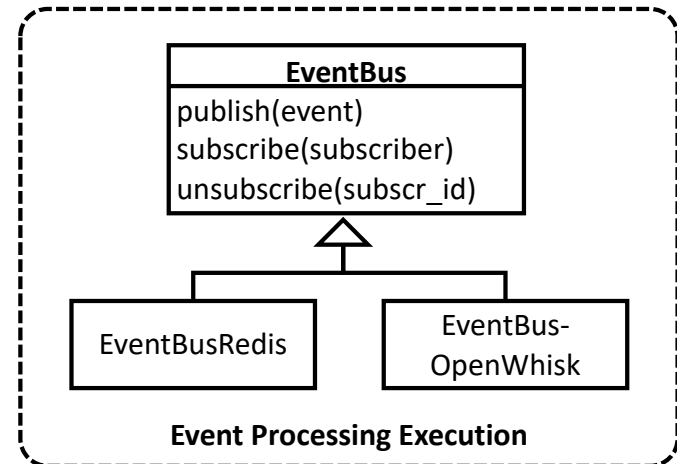 EventBus
publish(event)
subscribe(subscriber)
unsubscribe(subscr_id)
EventBusRedis
EventBus-
OpenWhisk
Event Processing Execution